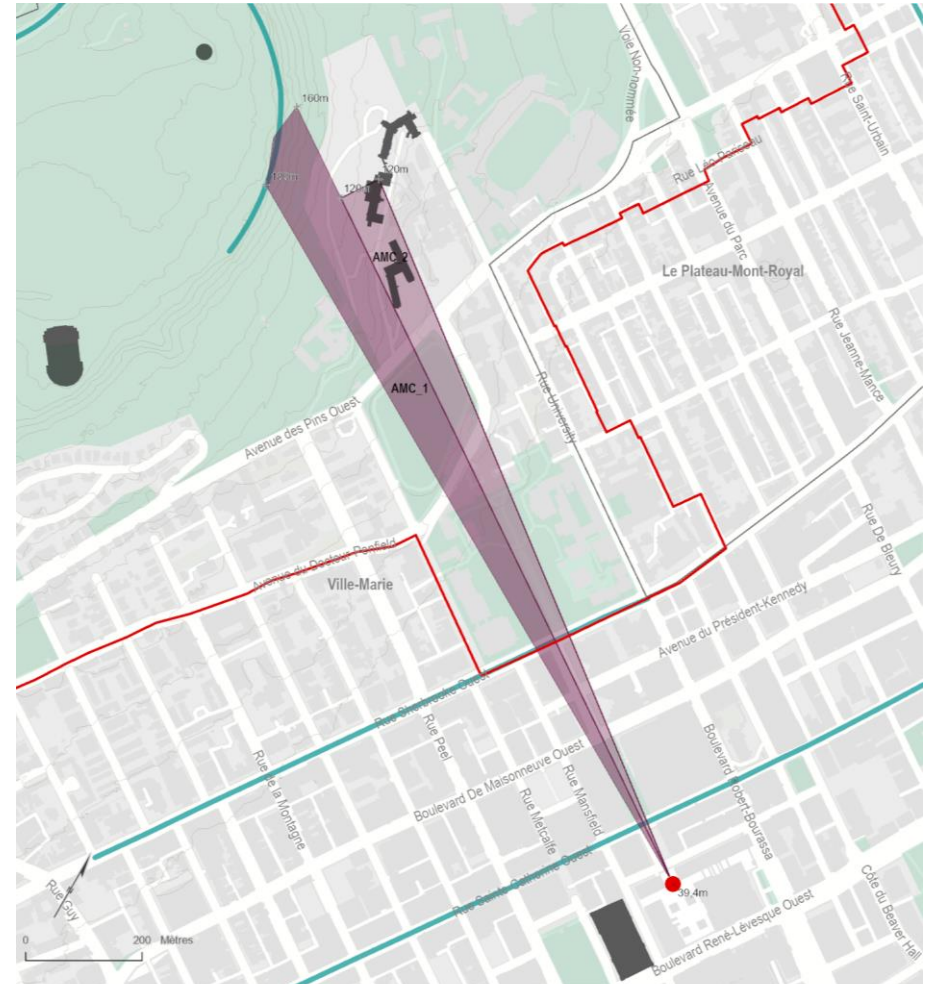 Voie Non-nommée
160m
Rue Saint-Urbain
Rue Léo-Pariseau
120m
120m
Avenue du Parc
AMC_2
Le Plateau-Mont-Royal
Rue Jeanne-Mance
AMC_1
Rue University
Avenue des Pins Ouest
Rue De Bleury
Avenue du Docteur Penfield
Ville-Marie
Avenue du Président-Kennedy
Rue Sherbrooke Ouest
Rue Peel
Rue de la Montagne
Boulevard De Maisonneuve Ouest
Boulevard Robert-Bourassa
Rue Mansfield
Rue Metcalfe
Rue Sainte-Catherine Ouest
39,4m
Rue Guy
Côte du Beaver Hall
Boulevard René-Lévesque Ouest
0 200 Mètres